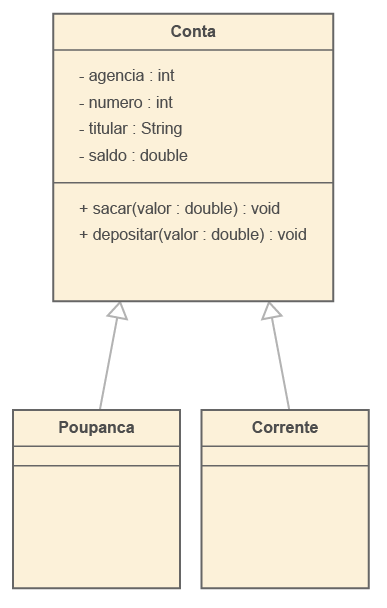 Conta
- agencia : int
- numero : int
- titular : String
- saldo : double
+ sacar(valor : double) : void
+ depositar(valor : double) : void
Poupanca
Corrente